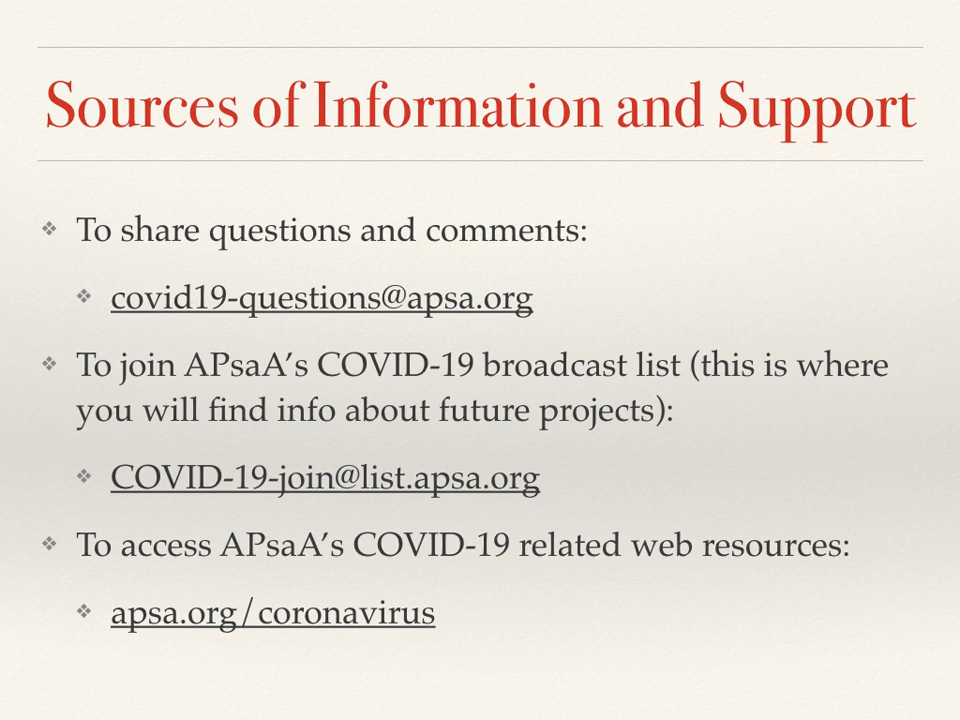 Sources of Information and Support
To share questions and comments:
covid19-questions@apsa.org
To join APsaA’s COVID-19 broadcast list (this is where
you will find info about future projects):
COVID-19-join@list.apsa.org
To access APsaA’s COVID-19 related web resources:
apsa.org/coronavirus